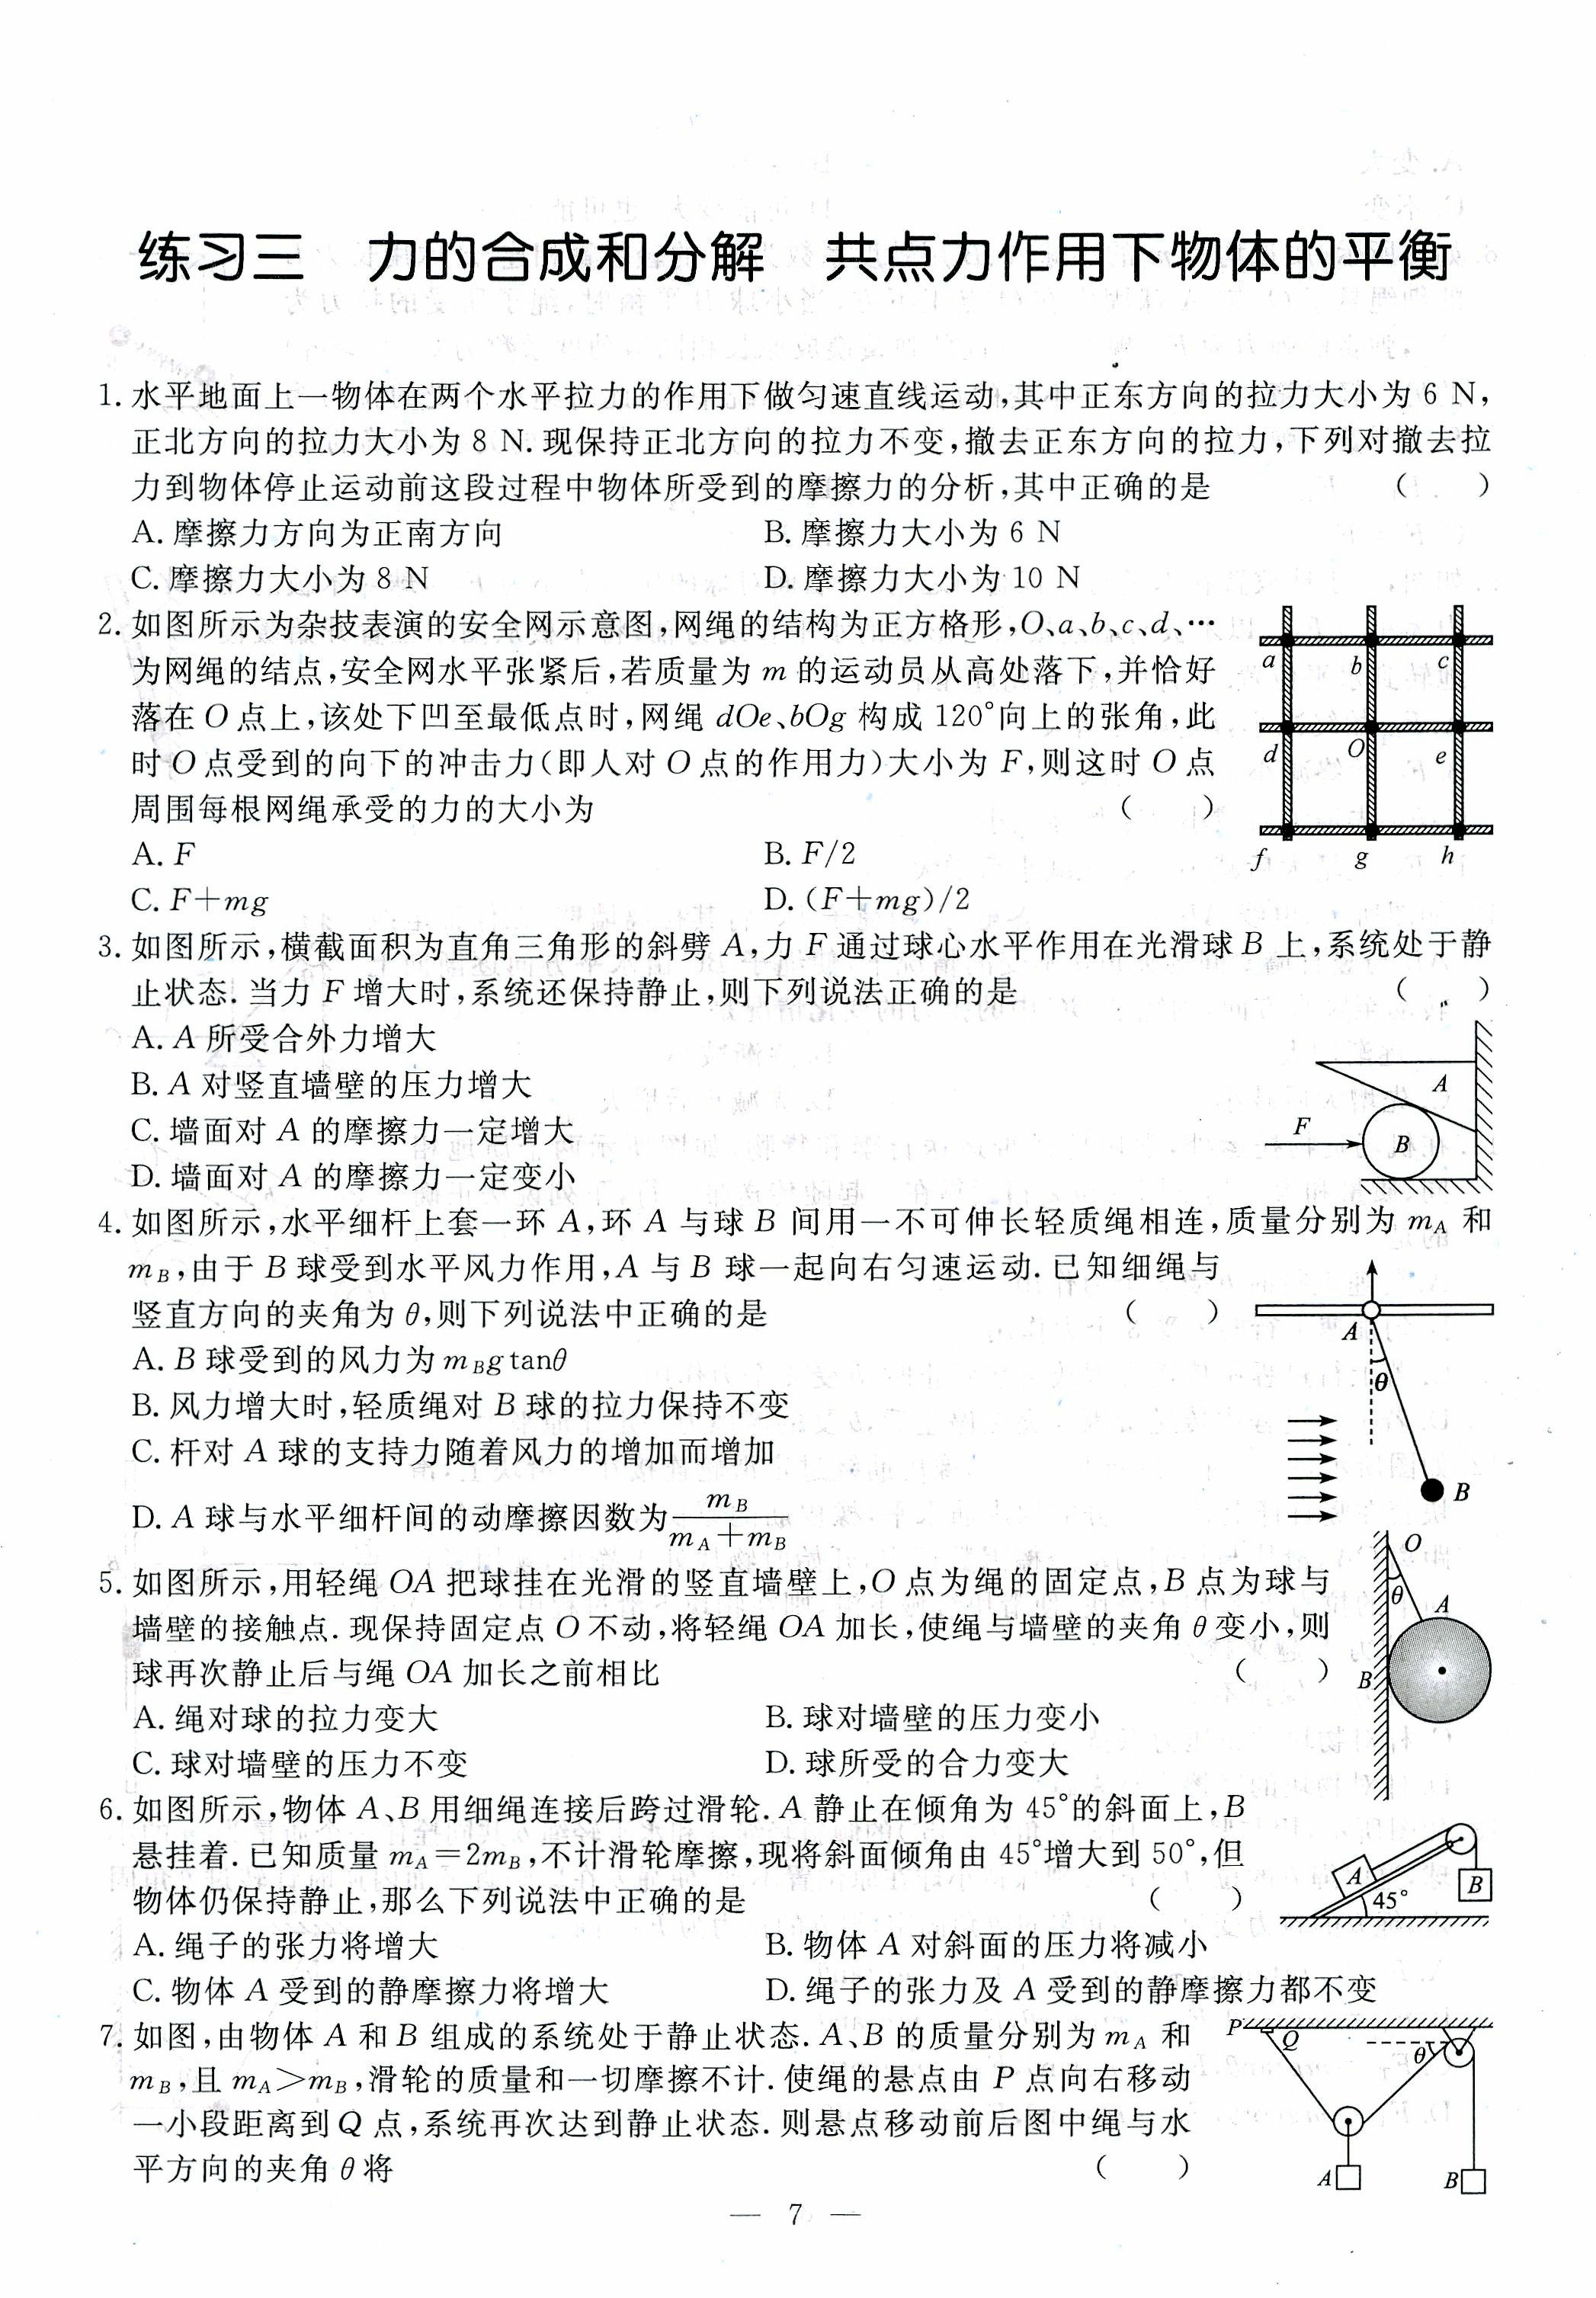 练习三　力的合成和分解　共点力作用下物体的平衡
1. 水平地面上一物体在两个水平拉力的作用下做匀速直线运动,其中正东方向的拉力大小为 6 N,
正北方向的拉力大小为 8 N. 现保持正北方向的拉力不变,撤去正东方向的拉力,下列对撤去拉
力到物体停止运动前这段过程中物体所受到的摩擦力的分析,其中正确的是 (　　)
A. 摩擦力方向为正南方向　B. 摩擦力大小为 6 N
C. 摩擦力大小为 8 N　D. 摩擦力大小为 10 N
2. 如图所示为杂技表演的安全网示意图,网绳的结构为正方格形,O、a、b、c、d、…
为网绳的结点,安全网水平张紧后,若质量为 m 的运动员从高处落下,并恰好
落在 O 点上,该处下凹至最低点时,网绳 dOe、bOg 构成 120°向上的张角,此
时 O 点受到的向下的冲击力(即人对 O 点的作用力)大小为 F,则这时 O 点
周围每根网绳承受的力的大小为 (　　)
A. F　B. F/2
C. F+mg　D. (F+mg)/2
a b c
d O e
f g h
3. 如图所示,横截面积为直角三角形的斜劈 A,力 F 通过球心水平作用在光滑球 B 上,系统处于静
止状态. 当力 F 增大时,系统还保持静止,则下列说法正确的是 (　　)
A. A 所受合外力增大
B. A 对竖直墙壁的压力增大
C. 墙面对 A 的摩擦力一定增大
D. 墙面对 A 的摩擦力一定变小
A
F
B
4. 如图所示,水平细杆上套一环 A,环 A 与球 B 间用一不可伸长轻质绳相连,质量分别为 mA 和
mB,由于 B 球受到水平风力作用,A 与 B 球一起向右匀速运动. 已知细绳与
竖直方向的夹角为 θ,则下列说法中正确的是 (　　)
A. B 球受到的风力为 mBgtanθ
B. 风力增大时,轻质绳对 B 球的拉力保持不变
C. 杆对 A 球的支持力随着风力的增加而增加
D. A 球与水平细杆间的动摩擦因数为 mB/(mA+mB)
A
θ
B
5. 如图所示,用轻绳 OA 把球挂在光滑的竖直墙壁上,O 点为绳的固定点,B 点为球与
墙壁的接触点. 现保持固定点 O 不动,将轻绳 OA 加长,使绳与墙壁的夹角 θ 变小,则
球再次静止后与绳 OA 加长之前相比 (　　)
A. 绳对球的拉力变大　B. 球对墙壁的压力变小
C. 球对墙壁的压力不变　D. 球所受的合力变大
O
θ
A
B
6. 如图所示,物体 A、B 用细绳连接后跨过滑轮. A 静止在倾角为 45°的斜面上,B
悬挂着. 已知质量 mA=2mB,不计滑轮摩擦,现将斜面倾角由 45°增大到 50°,但
物体仍保持静止,那么下列说法中正确的是 (　　)
A. 绳子的张力将增大　B. 物体 A 对斜面的压力将减小
C. 物体 A 受到的静摩擦力将增大　D. 绳子的张力及 A 受到的静摩擦力都不变
A
B
45°
7. 如图,由物体 A 和 B 组成的系统处于静止状态. A、B 的质量分别为 mA 和
mB,且 mA>mB,滑轮的质量和一切摩擦不计. 使绳的悬点由 P 点向右移动
一小段距离到 Q 点,系统再次达到静止状态. 则悬点移动前后图中绳与水
平方向的夹角 θ 将 (　　)
P
Q
θ
A
B
— 7 —